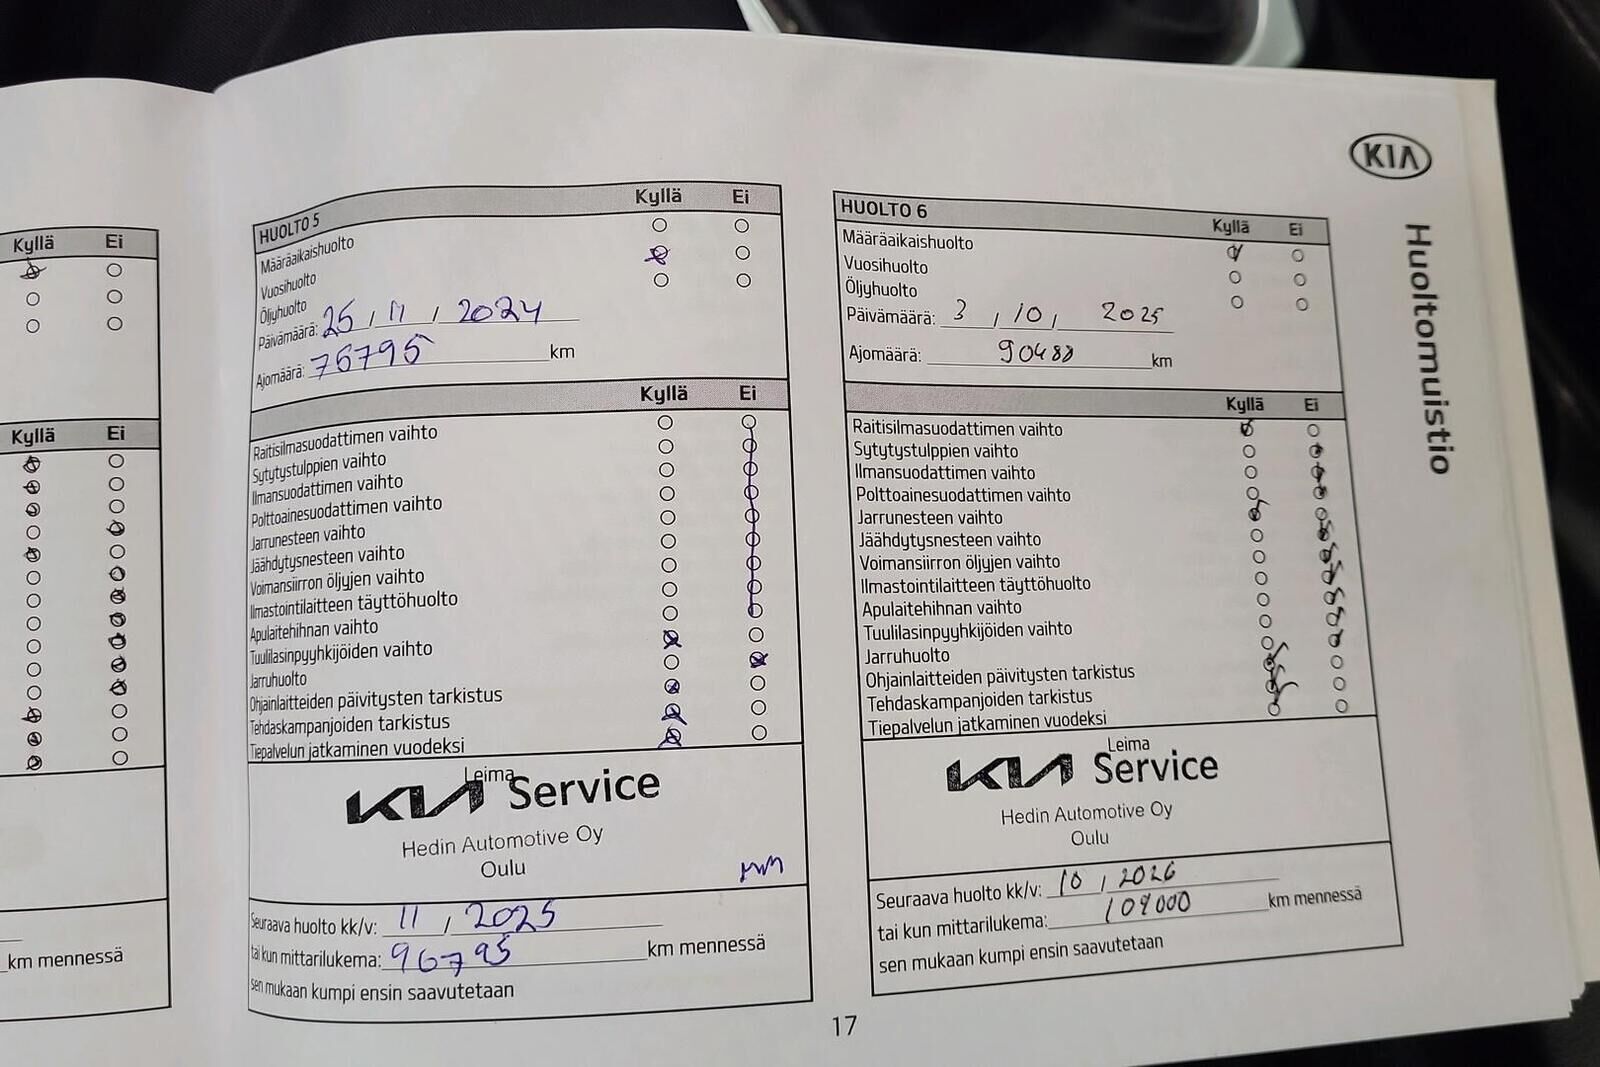 KIA
Huoltomuistio
Kyllä Ei
Kyllä Ei
km mennessä
HUOLTO 5 Kyllä Ei
Määräaikaishuolto
Vuosihuolto
Öljyhuolto
Päivämäärä: 25 / 11 / 2024
Ajomäärä: 75795 km
Kyllä Ei
Raitisilmasuodattimen vaihto
Sytytystulppien vaihto
Ilmansuodattimen vaihto
Polttoainesuodattimen vaihto
Jarrunesteen vaihto
Jäähdytysnesteen vaihto
Voimansiirron öljyjen vaihto
Ilmastointilaitteen täyttöhuolto
Apulaitehihnan vaihto
Tuulilasinpyyhkijöiden vaihto
Jarruhuolto
Ohjainlaitteiden päivitysten tarkistus
Tehdaskampanjoiden tarkistus
Tiepalvelun jatkaminen vuodeksi
Leima
KIA Service
Hedin Automotive Oy
Oulu
Seuraava huolto kk/v: 11 / 2025
tai kun mittarilukema: 96795 km mennessä
sen mukaan kumpi ensin saavutetaan
HUOLTO 6 Kyllä Ei
Määräaikaishuolto
Vuosihuolto
Öljyhuolto
Päivämäärä: 3 / 10 / 2025
Ajomäärä: 90488 km
Kyllä Ei
Raitisilmasuodattimen vaihto
Sytytystulppien vaihto
Ilmansuodattimen vaihto
Polttoainesuodattimen vaihto
Jarrunesteen vaihto
Jäähdytysnesteen vaihto
Voimansiirron öljyjen vaihto
Ilmastointilaitteen täyttöhuolto
Apulaitehihnan vaihto
Tuulilasinpyyhkijöiden vaihto
Jarruhuolto
Ohjainlaitteiden päivitysten tarkistus
Tehdaskampanjoiden tarkistus
Tiepalvelun jatkaminen vuodeksi
Leima
KIA Service
Hedin Automotive Oy
Oulu
Seuraava huolto kk/v: 10 / 2026
tai kun mittarilukema: km mennessä
sen mukaan kumpi ensin saavutetaan
17